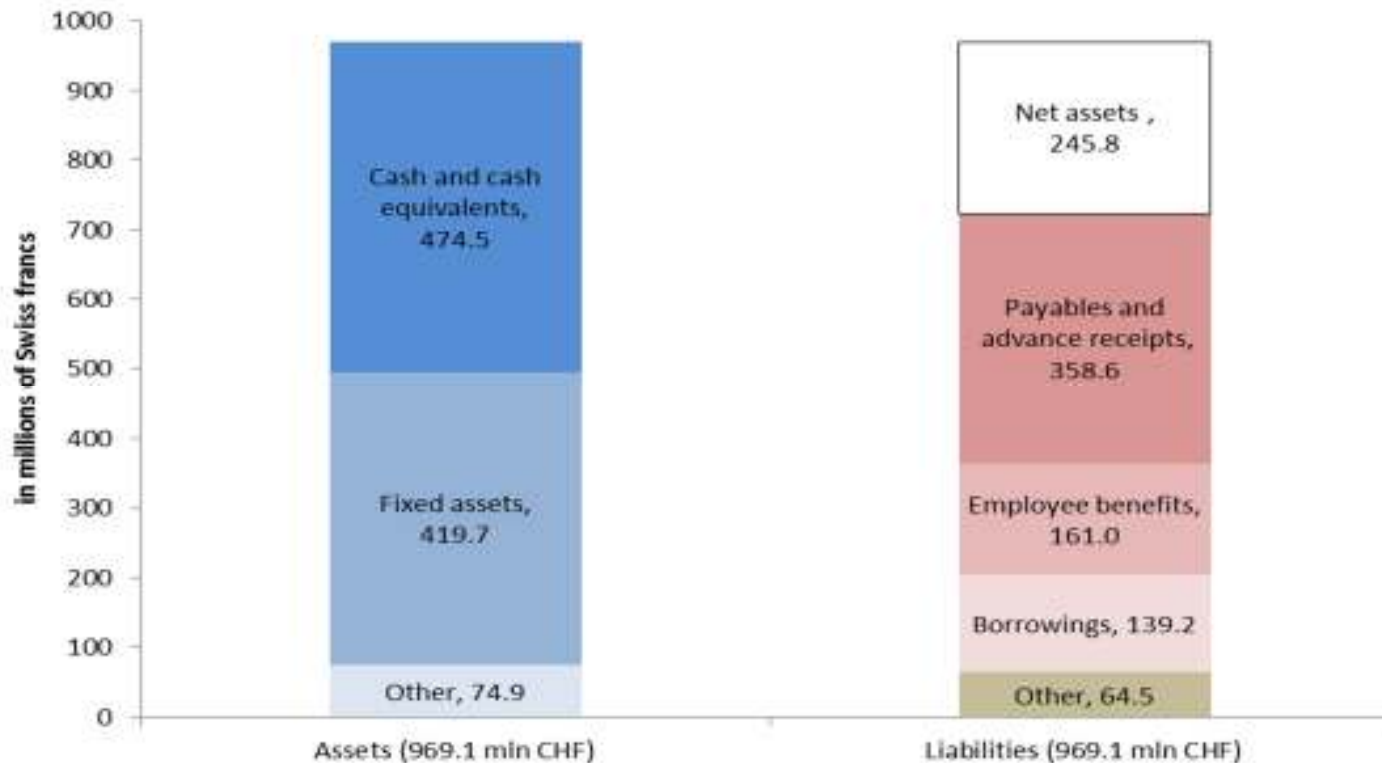 in millions of Swiss francs
1000
900
800
700
600
500
400
300
200
100
0
Cash and cash
equivalents,
474.5
Fixed assets,
419.7
Other, 74.9
Net assets ,
245.8
Payables and
advance receipts,
358.6
Employee benefits,
161.0
Borrowings, 139.2
Other, 64.5
Assets (969.1 mln CHF)
Liabilities (969.1 mln CHF)